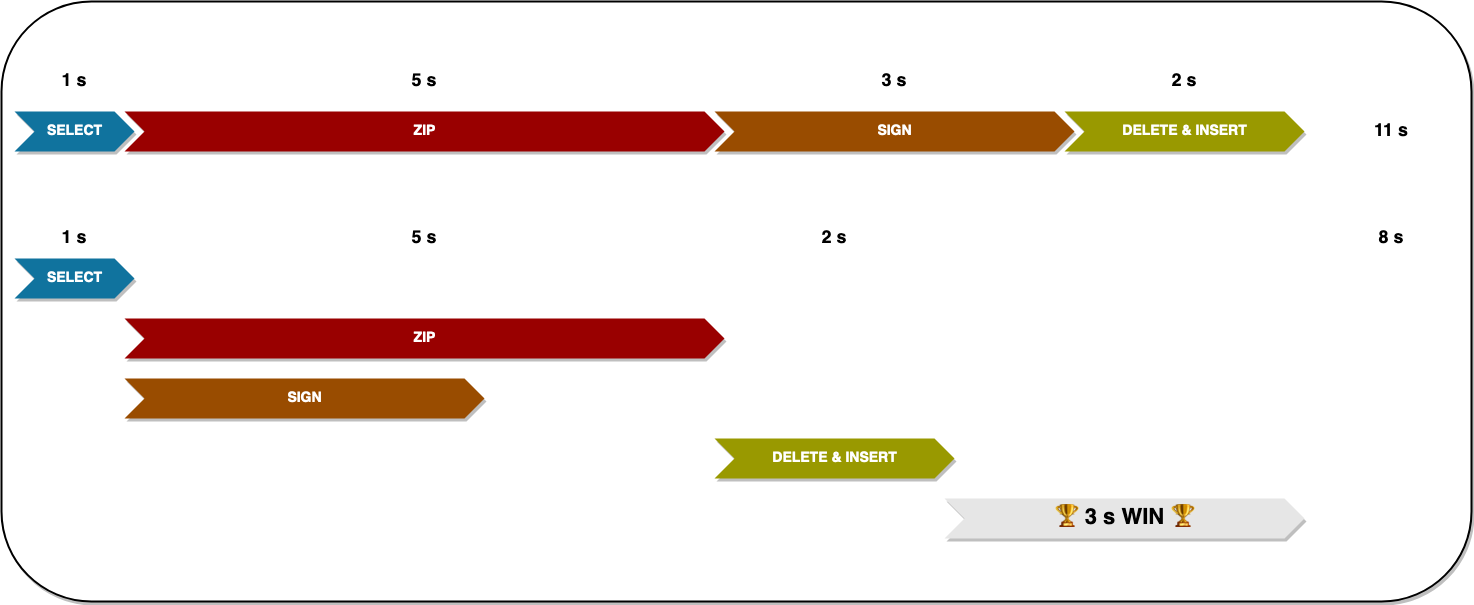 1 s 5 s 3 s 2 s
SELECT ZIP SIGN DELETE & INSERT 11 s
1 s 5 s 2 s 8 s
SELECT
ZIP
SIGN
DELETE & INSERT
🏆 3 s WIN 🏆